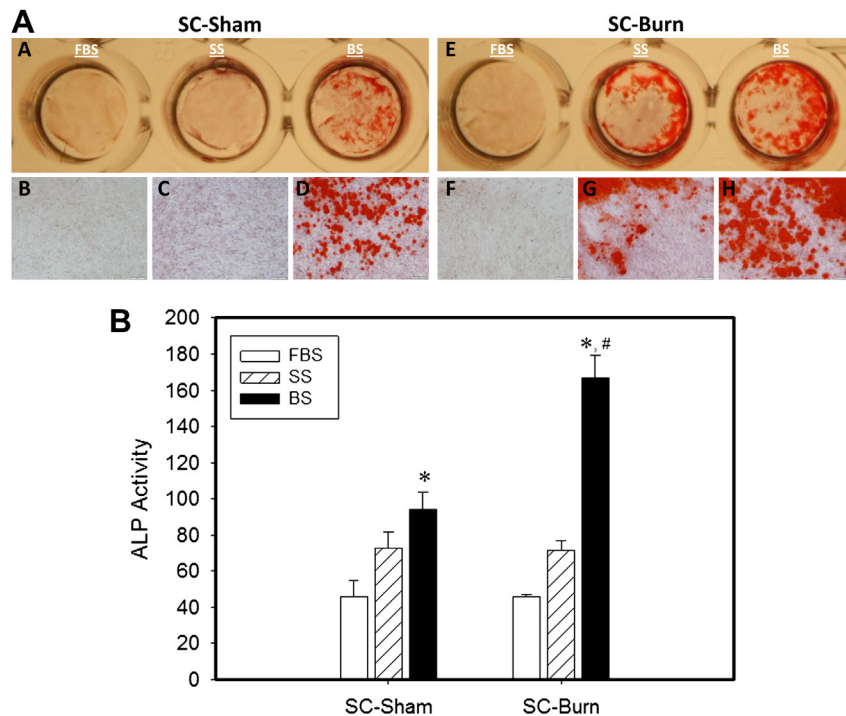 A
SC-Sham
SC-Burn
A
FBS
SS
BS
E
FBS
SS
BS
B
C
D
F
G
H
B
200
180
160
140
120
100
80
60
40
20
0
ALP Activity
FBS
SS
BS
*
*, #
SC-Sham
SC-Burn